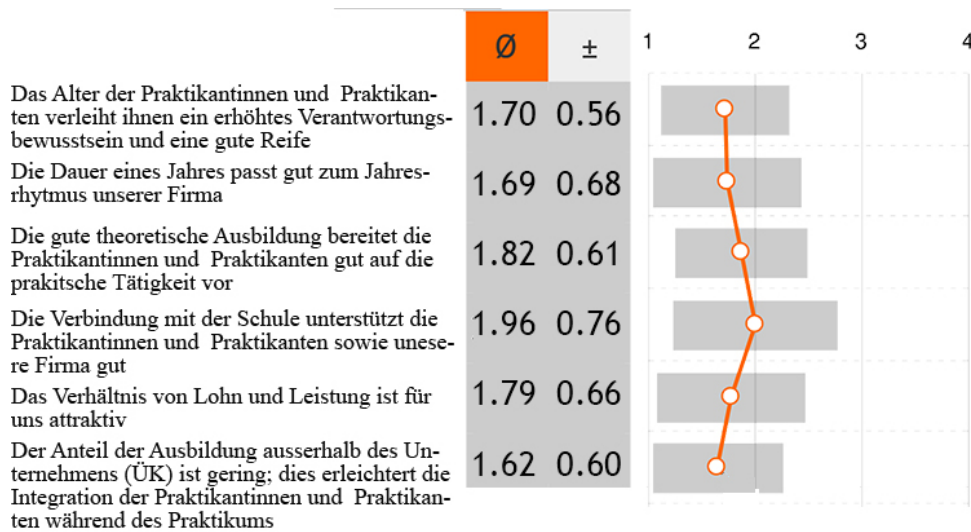 Ø ± 1 2 3 4
Das Alter der Praktikantinnen und Praktikan-
ten verleiht ihnen ein erhöhtes Verantwortungs-
bewusstsein und eine gute Reife
1.70 0.56
Die Dauer eines Jahres passt gut zum Jahres-
rhytmus unserer Firma
1.69 0.68
Die gute theoretische Ausbildung bereitet die
Praktikantinnen und Praktikanten gut auf die
prakitsche Tätigkeit vor
1.82 0.61
Die Verbindung mit der Schule unterstützt die
Praktikantinnen und Praktikanten sowie unese-
re Firma gut
1.96 0.76
Das Verhältnis von Lohn und Leistung ist für
uns attraktiv
1.79 0.66
Der Anteil der Ausbildung ausserhalb des Un-
ternehmens (ÜK) ist gering; dies erleichtert die
Integration der Praktikantinnen und Praktikan-
ten während des Praktikums
1.62 0.60